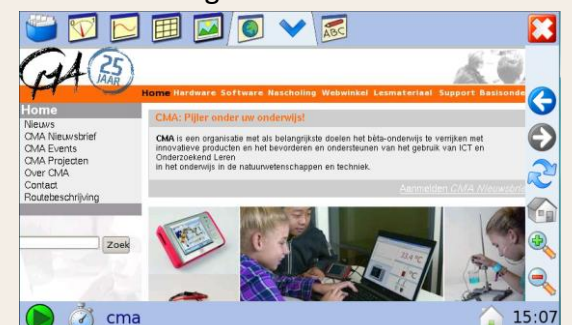 ABC
CMA
25
JAAR
Home Hardware Software Nascholing Webwinkel Lesmateriaal Support Basisonde
Home
Nieuws
CMA Nieuwsbrief
CMA Events
CMA Projecten
Over CMA
Contact
Routebeschrijving
Zoek
CMA: Pijler onder uw onderwijs!
CMA is een organisatie met als belangrijkste doelen het bèta-onderwijs te verrijken met
innovatieve producten en het bevorderen en ondersteunen van het gebruik van ICT en
Onderzoekend Leren
in het onderwijs in de natuurwetenschappen en techniek.
Aanmelden CMA Nieuwsbrie
23.4 °C
cma
15:07